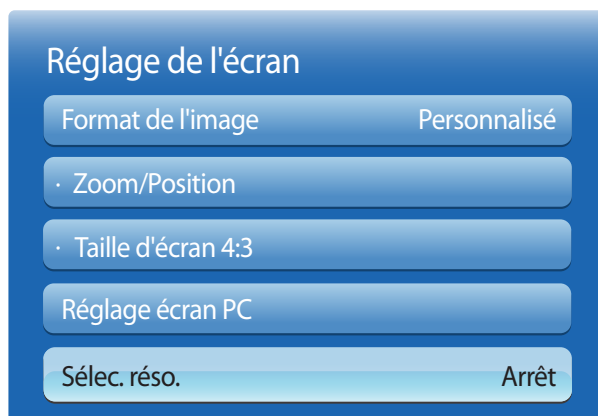 Réglage de l'écran
Format de l'image Personnalisé
· Zoom/Position
· Taille d'écran 4:3
Réglage écran PC
Sélec. réso. Arrêt